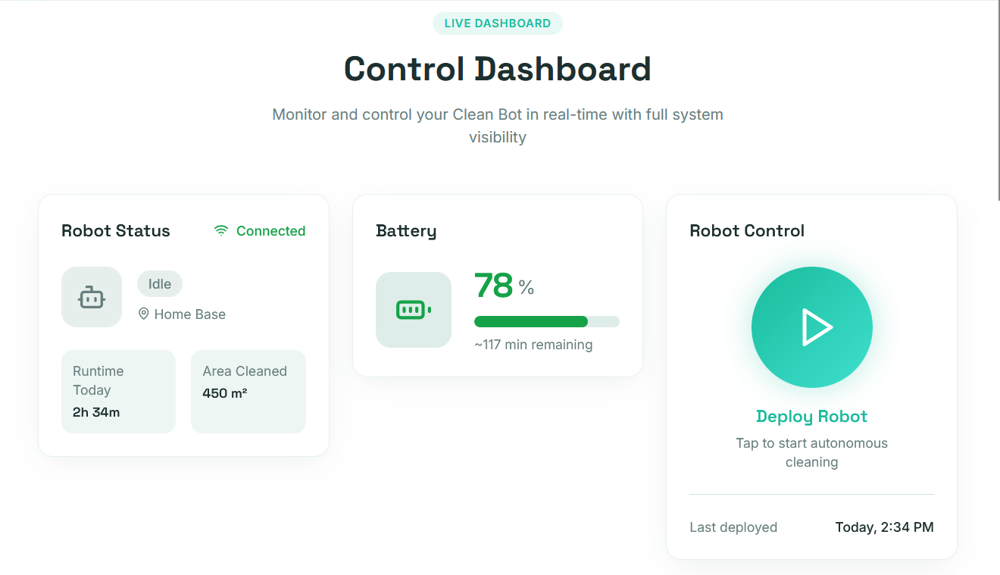 LIVE DASHBOARD
Control Dashboard
Monitor and control your Clean Bot in real-time with full system
visibility
Robot Status
Connected
Idle
Home Base
Runtime
Today
2h 34m
Area Cleaned
450 m²
Battery
78 %
~117 min remaining
Robot Control
Deploy Robot
Tap to start autonomous
cleaning
Last deployed
Today, 2:34 PM